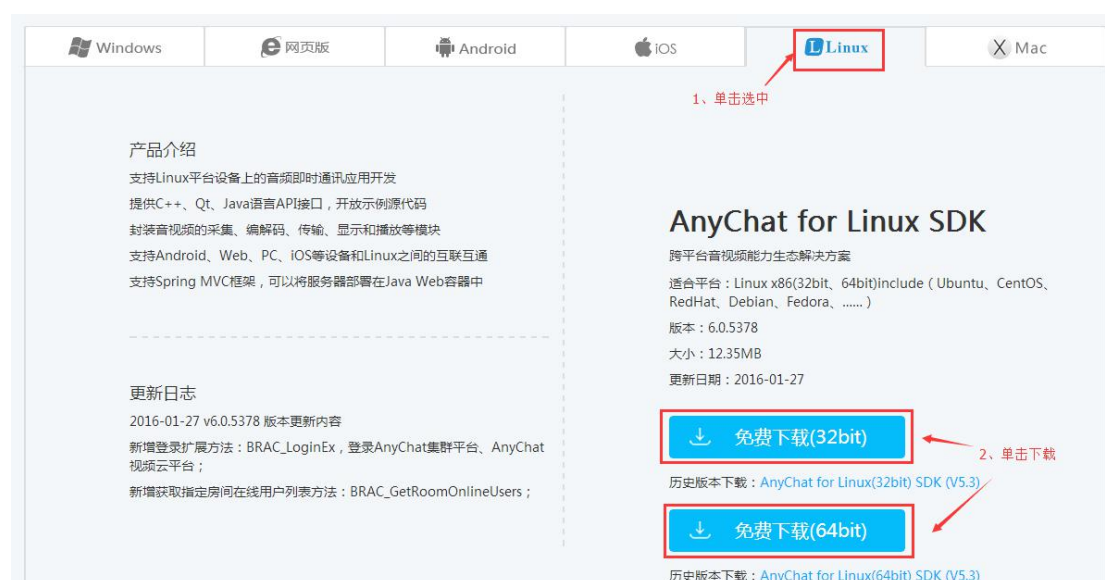 Windows
网页版
Android
iOS
Linux
X Mac
1、单击选中
产品介绍
支持Linux平台设备上的音频即时通讯应用开发
提供C++、Qt、Java语言API接口，开放示例源代码
封装音视频的采集、编解码、传输、显示和播放等模块
支持Android、Web、PC、iOS等设备和Linux之间的互联互通
支持Spring MVC框架，可以将服务器部署在Java Web容器中
更新日志
2016-01-27 v6.0.5378 版本更新内容
新增登录扩展方法：BRAC_LoginEx，登录AnyChat集群平台、AnyChat
视频云平台；
新增获取指定房间在线用户列表方法：BRAC_GetRoomOnlineUsers；
AnyChat for Linux SDK
跨平台音视频能力生态解决方案
适合平台：Linux x86(32bit、64bit)include（Ubuntu、CentOS、
RedHat、Debian、Fedora、......）
版本：6.0.5378
大小：12.35MB
更新日期：2016-01-27
免费下载(32bit)
2、单击下载
历史版本下载：AnyChat for Linux(32bit) SDK (V5.3)
免费下载(64bit)
历史版本下载：AnyChat for Linux(64bit) SDK (V5.3)